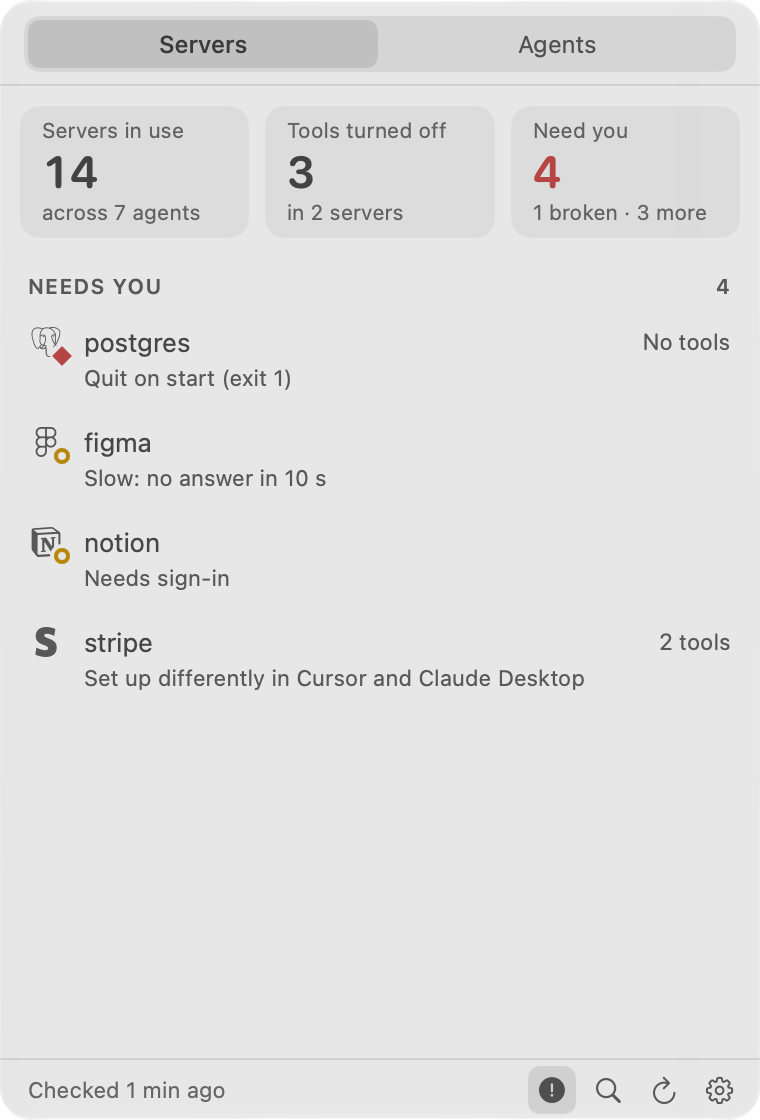 Servers
Agents
Servers in use
14
across 7 agents
Tools turned off
3
in 2 servers
Need you
4
1 broken · 3 more
NEEDS YOU 4
postgres No tools
Quit on start (exit 1)
figma
Slow: no answer in 10 s
notion
Needs sign-in
stripe 2 tools
Set up differently in Cursor and Claude Desktop
Checked 1 min ago